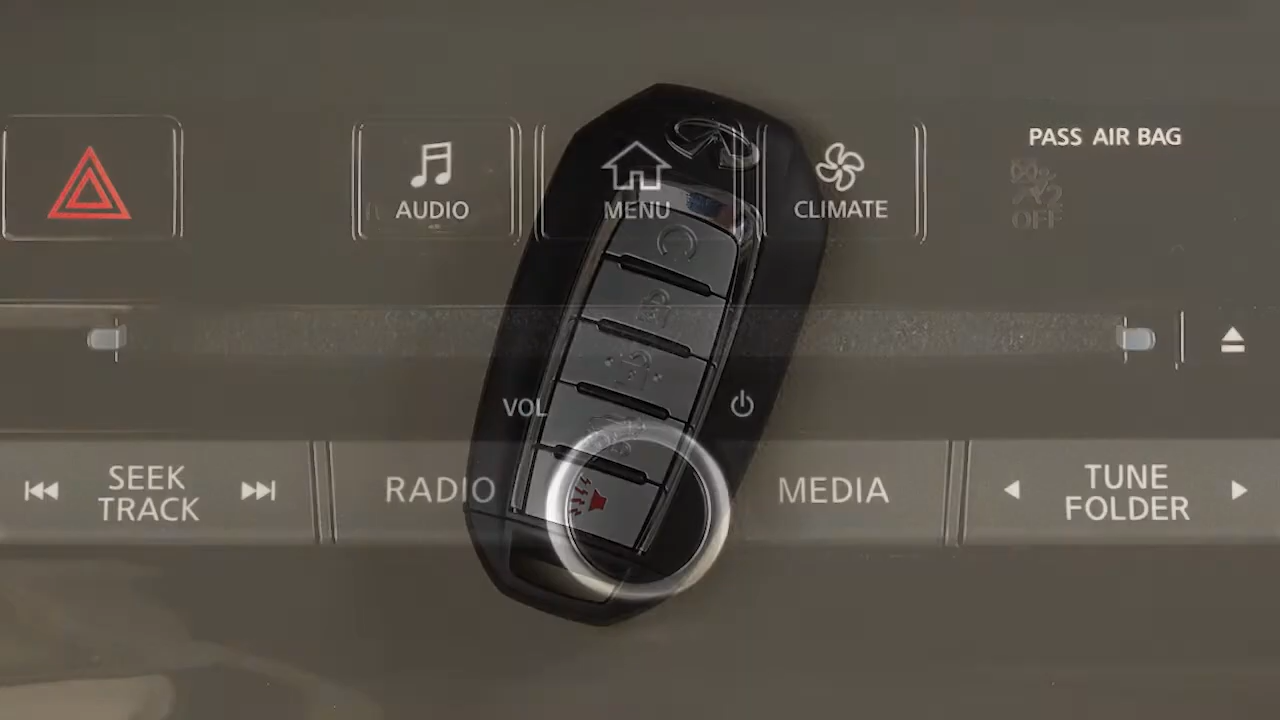 PASS AIR BAG
AUDIO
MENU
CLIMATE
OFF
VOL
SEEK
TRACK
RADIO
MEDIA
TUNE
FOLDER